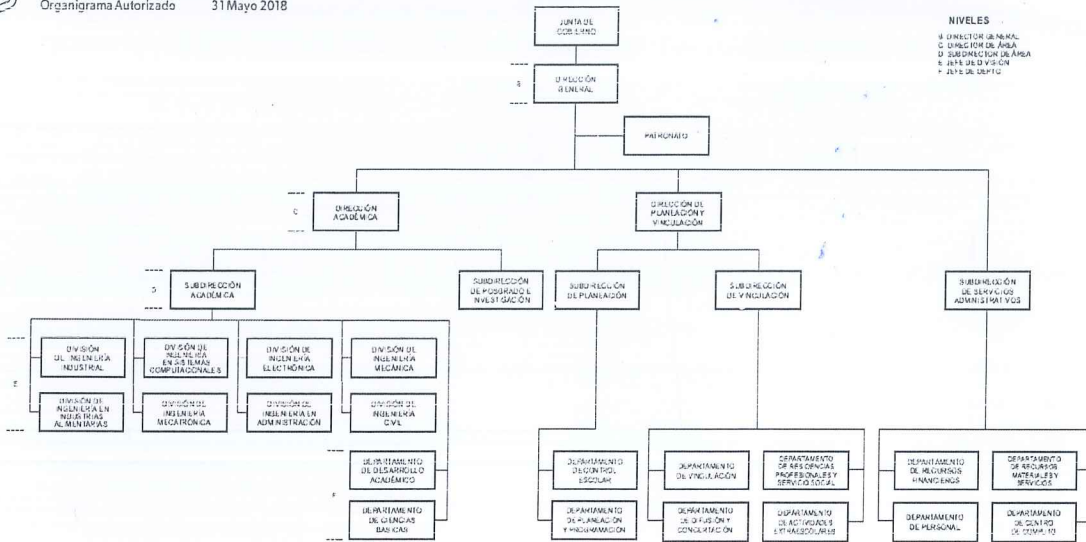 Organigrama Autorizado 31 Mayo 2018
NIVELES
B DIRECTOR GENERAL
C DIRECTOR DE ÁREA
D SUBDIRECTOR DE ÁREA
E JEFE DE DIVISIÓN
F JEFE DE DEPTO
JUNTA DE
GOBIERNO
B
DIRECCIÓN
GENERAL
PATRONATO
C
DIRECCIÓN
ACADÉMICA
DIRECCIÓN DE
PLANEACIÓN Y
VINCULACIÓN
D
SUBDIRECCIÓN
ACADÉMICA
SUBDIRECCIÓN
DE POSGRADO E
INVESTIGACIÓN
SUBDIRECCIÓN
DE PLANEACIÓN
SUBDIRECCIÓN
DE VINCULACIÓN
SUBDIRECCIÓN
DE SERVICIOS
ADMINISTRATIVOS
E
DIVISIÓN
DE INGENIERÍA
INDUSTRIAL
DIVISIÓN DE
INGENIERÍA
EN SISTEMAS
COMPUTACIONALES
DIVISIÓN DE
INGENIERÍA
ELECTRÓNICA
DIVISIÓN DE
INGENIERÍA
MECÁNICA
DIVISIÓN DE
INGENIERÍA EN
INDUSTRIAS
ALIMENTARIAS
DIVISIÓN DE
INGENIERÍA
MECATRÓNICA
DIVISIÓN DE
INGENIERÍA EN
ADMINISTRACIÓN
DIVISIÓN DE
INGENIERÍA
CIVIL
F
DEPARTAMENTO
DE DESARROLLO
ACADÉMICO
DEPARTAMENTO
DE CONTROL
ESCOLAR
DEPARTAMENTO
DE VINCULACIÓN
DEPARTAMENTO
DE RESIDENCIAS
PROFESIONALES Y
SERVICIO SOCIAL
DEPARTAMENTO
DE RECURSOS
FINANCIEROS
DEPARTAMENTO
DE RECURSOS
MATERIALES Y
SERVICIOS
DEPARTAMENTO
DE CIENCIAS
BÁSICAS
DEPARTAMENTO
DE PLANEACIÓN
Y PROGRAMACIÓN
DEPARTAMENTO
DE DIFUSIÓN Y
CONCERTACIÓN
DEPARTAMENTO
DE ACTIVIDADES
EXTRAESCOLARES
DEPARTAMENTO
DE PERSONAL
DEPARTAMENTO
DE CENTRO
DE COMPUTO